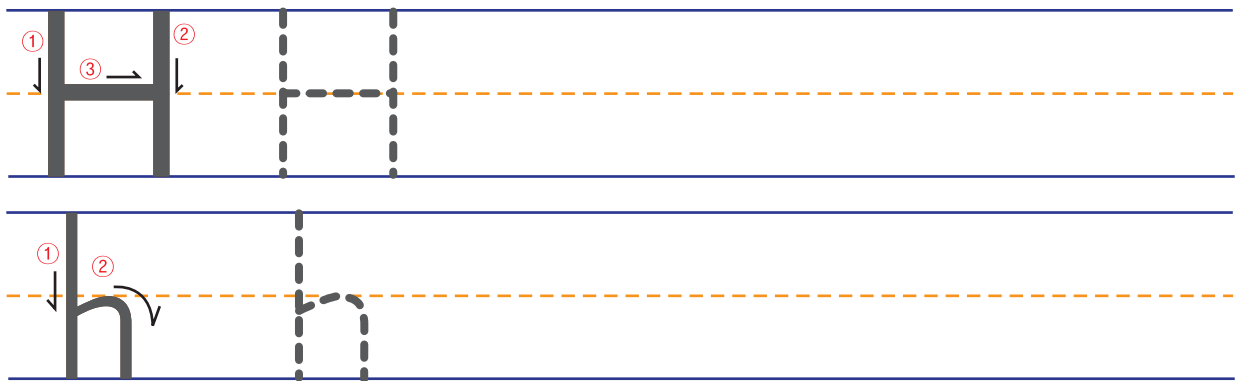 ① ② ③ H H
① ② h h